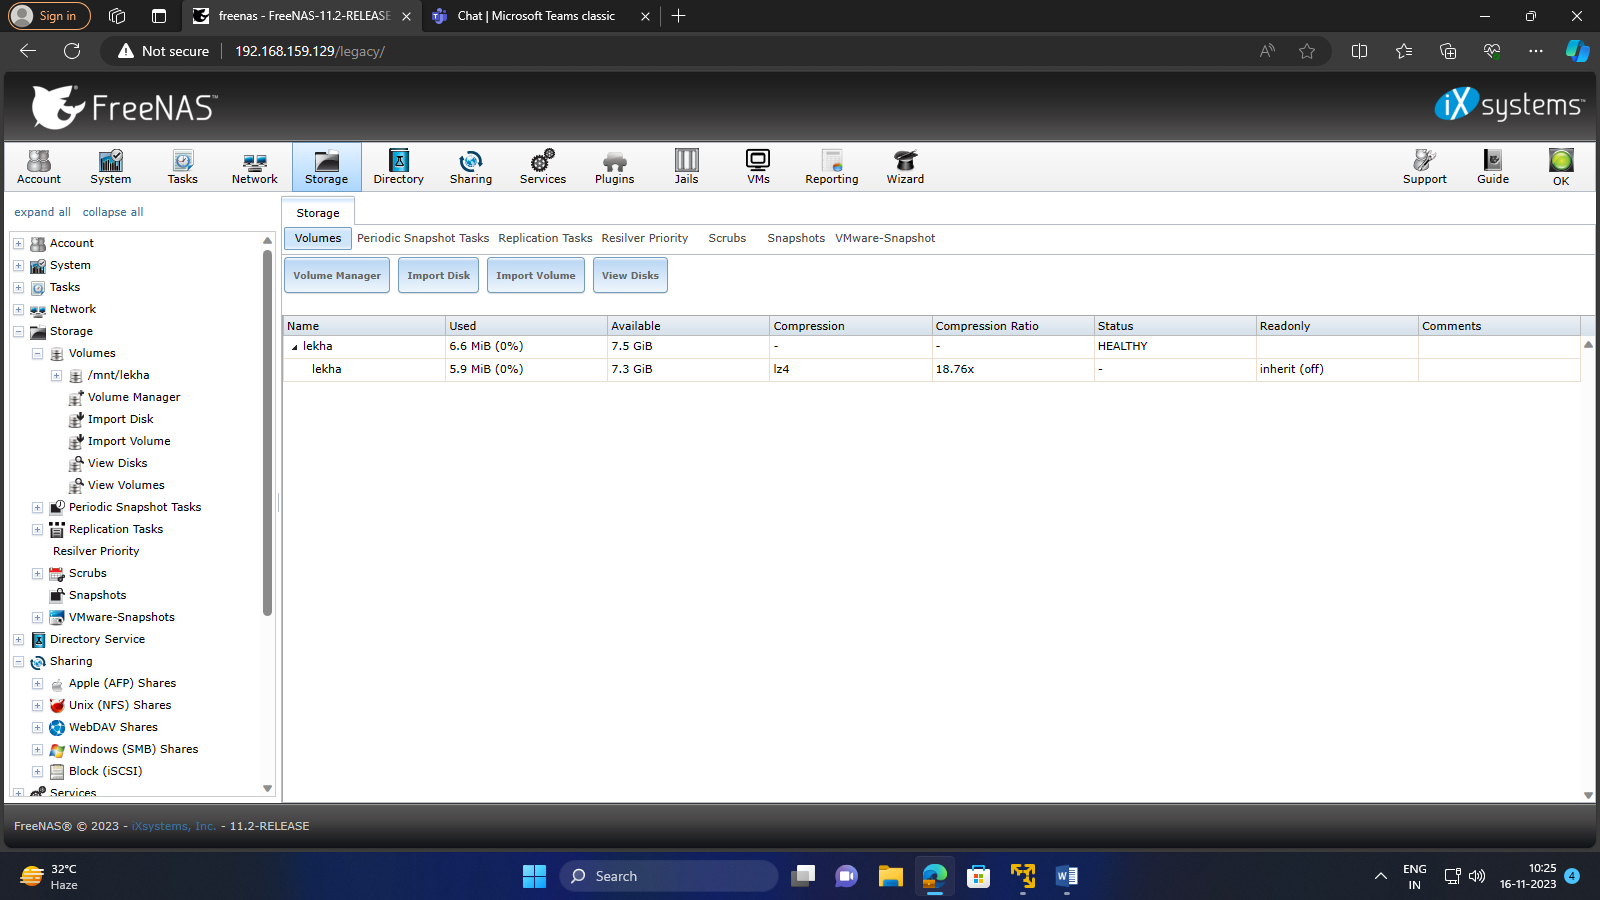 Sign in
freenas - FreeNAS-11.2-RELEASE
Chat | Microsoft Teams classic
Not secure
192.168.159.129/legacy/
FreeNAS™
iXsystems™
Account
System
Tasks
Network
Storage
Directory
Sharing
Services
Plugins
Jails
VMs
Reporting
Wizard
Support
Guide
OK
expand all collapse all
Account
System
Tasks
Network
Storage
Volumes
/mnt/lekha
Volume Manager
Import Disk
Import Volume
View Disks
View Volumes
Periodic Snapshot Tasks
Replication Tasks
Resilver Priority
Scrubs
Snapshots
VMware-Snapshots
Directory Service
Sharing
Apple (AFP) Shares
Unix (NFS) Shares
WebDAV Shares
Windows (SMB) Shares
Block (iSCSI)
Services
Storage
Volumes Periodic Snapshot Tasks Replication Tasks Resilver Priority Scrubs Snapshots VMware-Snapshot
Volume Manager Import Disk Import Volume View Disks
Name Used Available Compression Compression Ratio Status Readonly Comments
lekha 6.6 MiB (0%) 7.5 GiB - - HEALTHY
lekha 5.9 MiB (0%) 7.3 GiB lz4 18.76x - inherit (off)
FreeNAS® © 2023 - iXsystems, Inc. - 11.2-RELEASE
32°C
Haze
Search
ENG
IN
10:25
16-11-2023
4